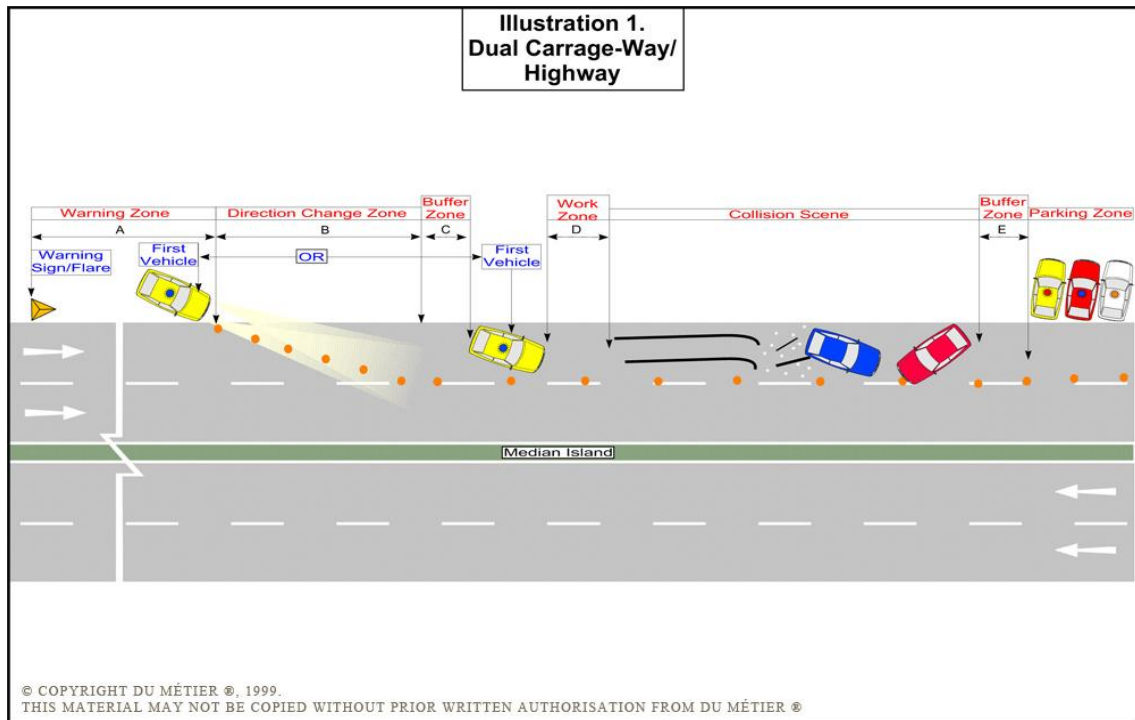 Illustration 1.
Dual Carrage-Way/
Highway
Warning Zone
Direction Change Zone
Buffer
Zone
Work
Zone
Collision Scene
Buffer
Zone
Parking Zone
A
B
C
D
E
Warning
Sign/Flare
First
Vehicle
OR
First
Vehicle
Median Island
© COPYRIGHT DU MÉTIER ®, 1999.
THIS MATERIAL MAY NOT BE COPIED WITHOUT PRIOR WRITTEN AUTHORISATION FROM DU MÉTIER ®